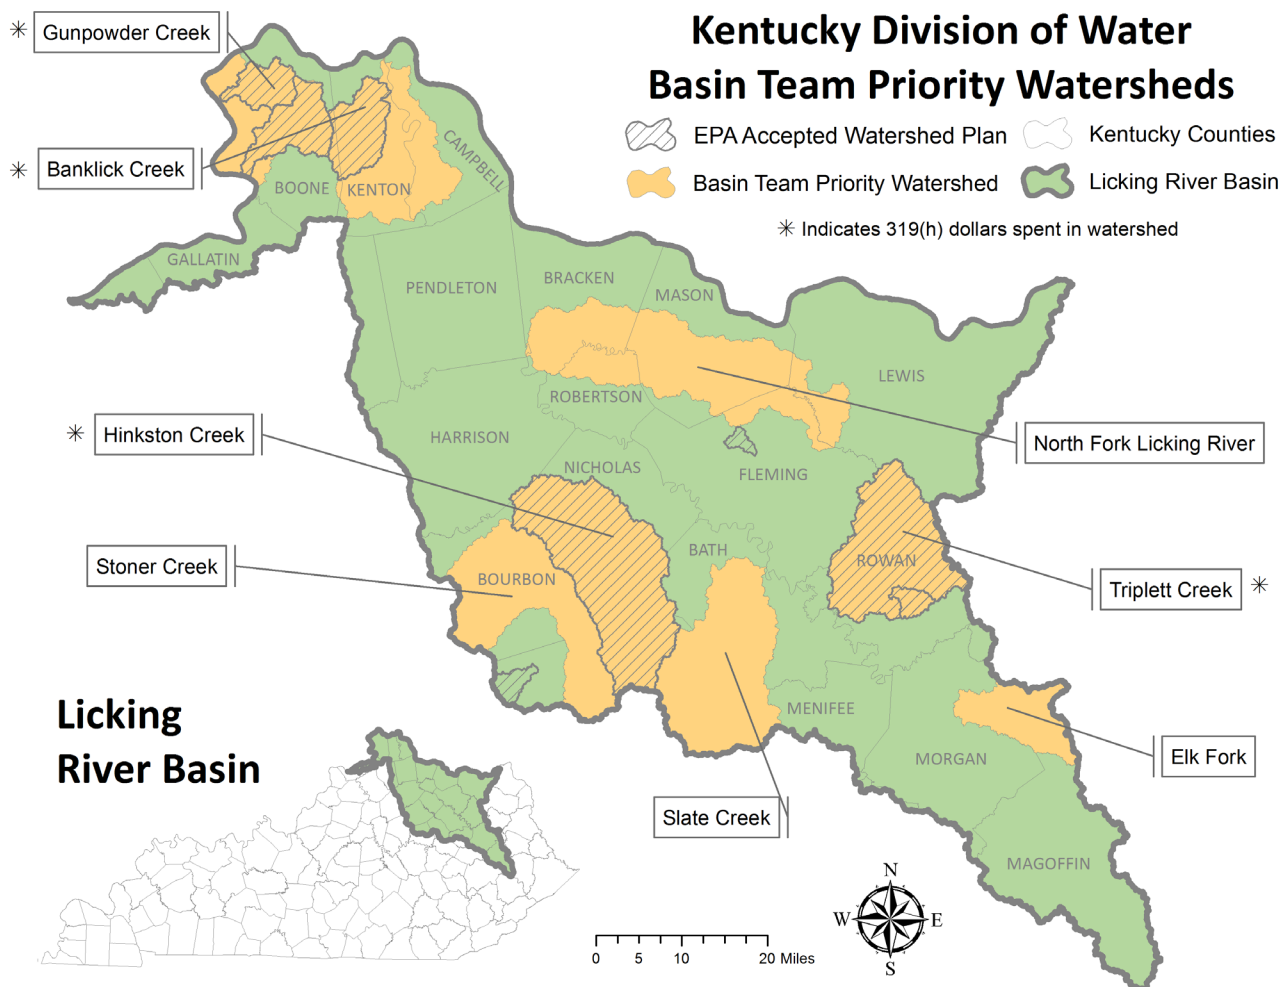 Kentucky Division of Water
Basin Team Priority Watersheds
EPA Accepted Watershed Plan
Kentucky Counties
Basin Team Priority Watershed
Licking River Basin
✳ Indicates 319(h) dollars spent in watershed
✳ Gunpowder Creek
✳ Banklick Creek
CAMPBELL
BOONE
KENTON
GALLATIN
PENDLETON
BRACKEN
MASON
LEWIS
ROBERTSON
✳ Hinkston Creek
HARRISON
North Fork Licking River
NICHOLAS
FLEMING
BATH
ROWAN
Stoner Creek
BOURBON
Triplett Creek ✳
MENIFEE
Licking
River Basin
MORGAN
Elk Fork
Slate Creek
MAGOFFIN
N
W E
S
0 5 10 20 Miles